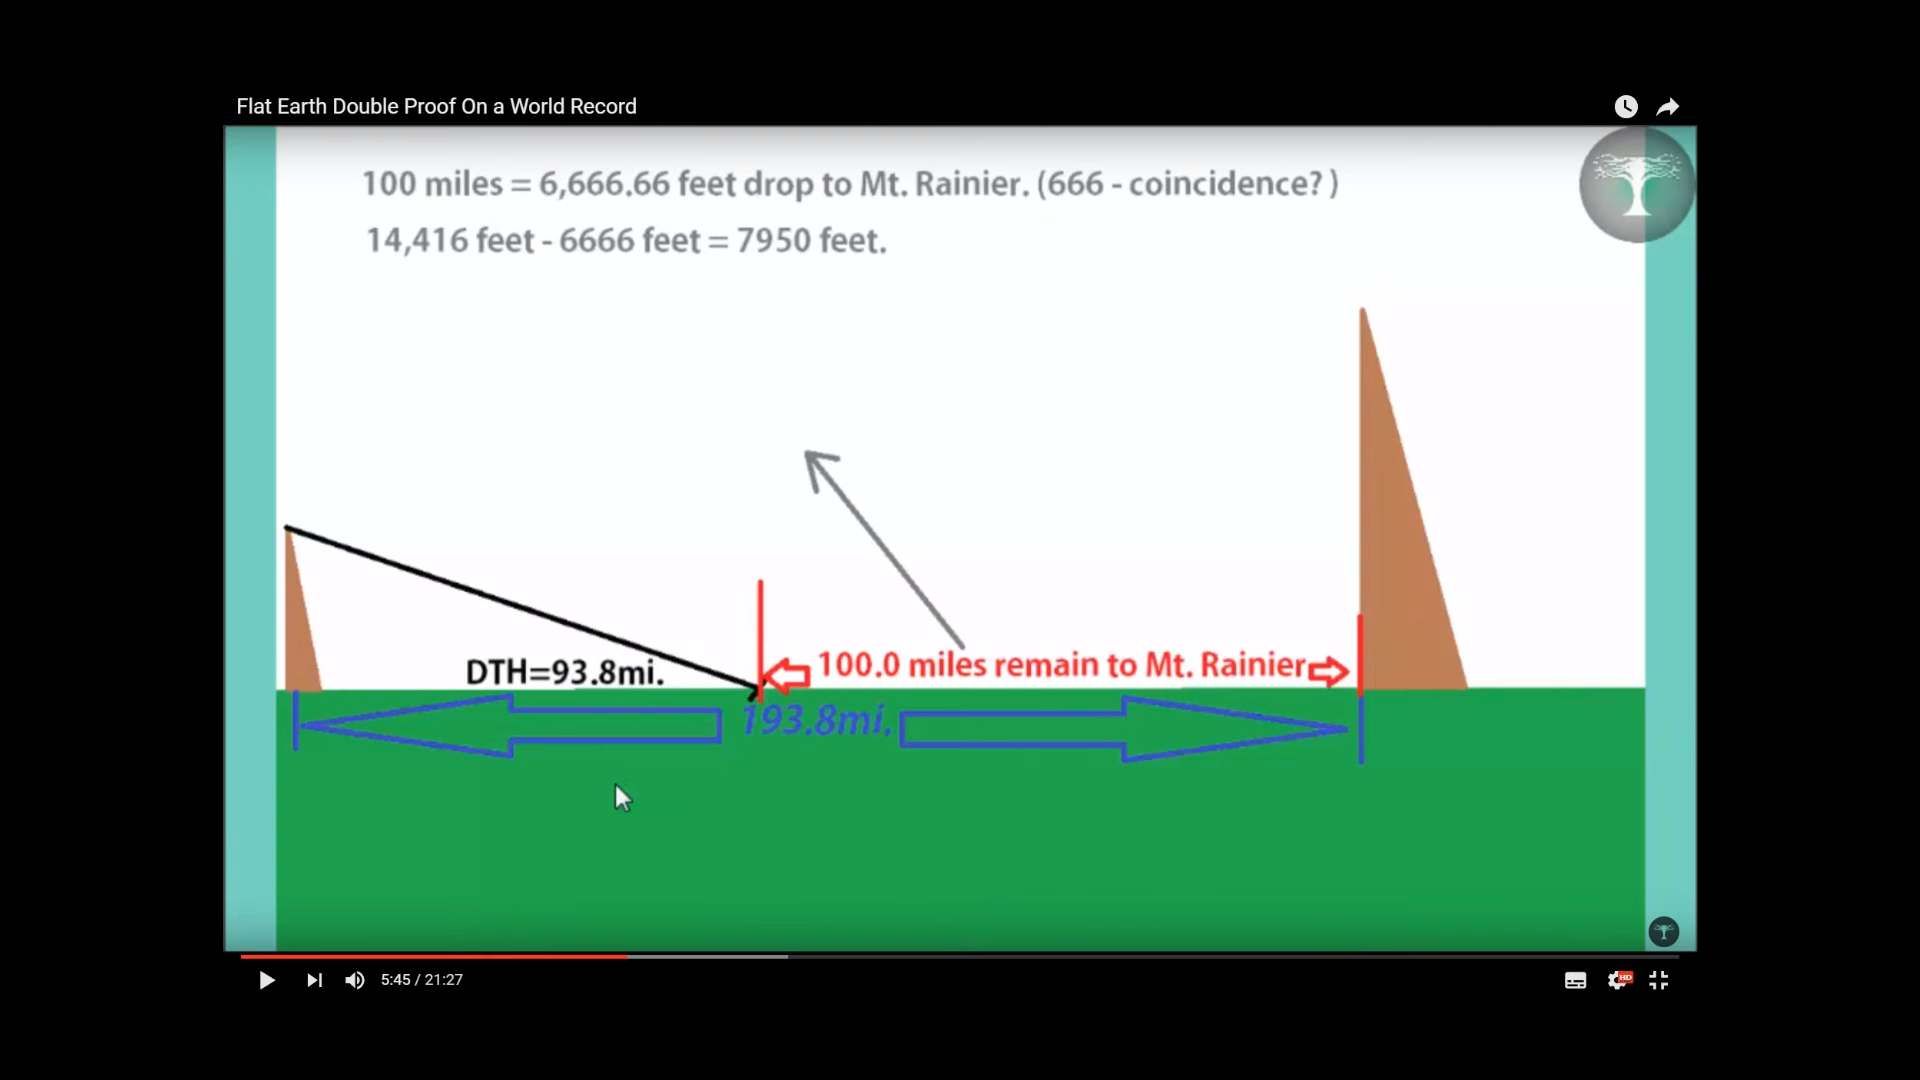 Flat Earth Double Proof On a World Record
100 miles = 6,666.66 feet drop to Mt. Rainier. (666 - coincidence? )
14,416 feet - 6666 feet = 7950 feet.
DTH=93.8mi.
100.0 miles remain to Mt. Rainier
193.8mi.
5:45 / 21:27
HD